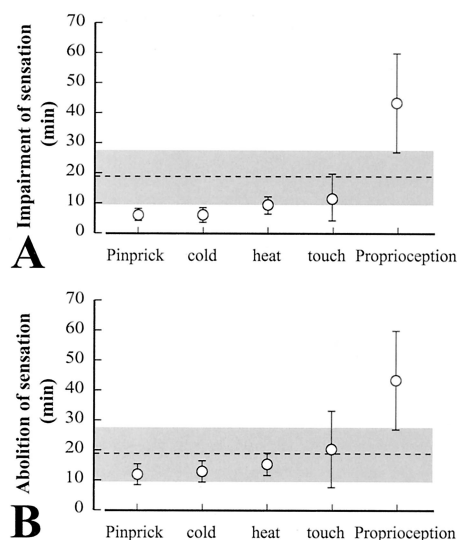 Impairment of sensation
(min)
70
60
50
40
30
20
10
0
Pinprick cold heat touch Proprioception
A
Abolition of sensation
(min)
70
60
50
40
30
20
10
0
Pinprick cold heat touch Proprioception
B